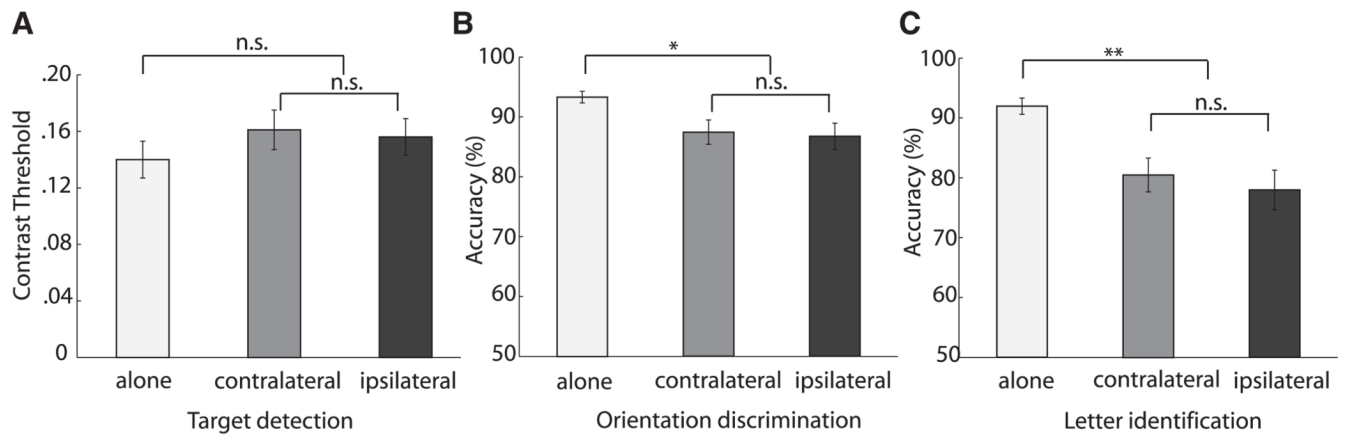 A
n.s.
n.s.
.20
.16
.12
.08
.04
0
Contrast Threshold
alone contralateral ipsilateral
Target detection
B
*
n.s.
100
90
80
70
60
50
Accuracy (%)
alone contralateral ipsilateral
Orientation discrimination
C
**
n.s.
100
90
80
70
60
50
Accuracy (%)
alone contralateral ipsilateral
Letter identification